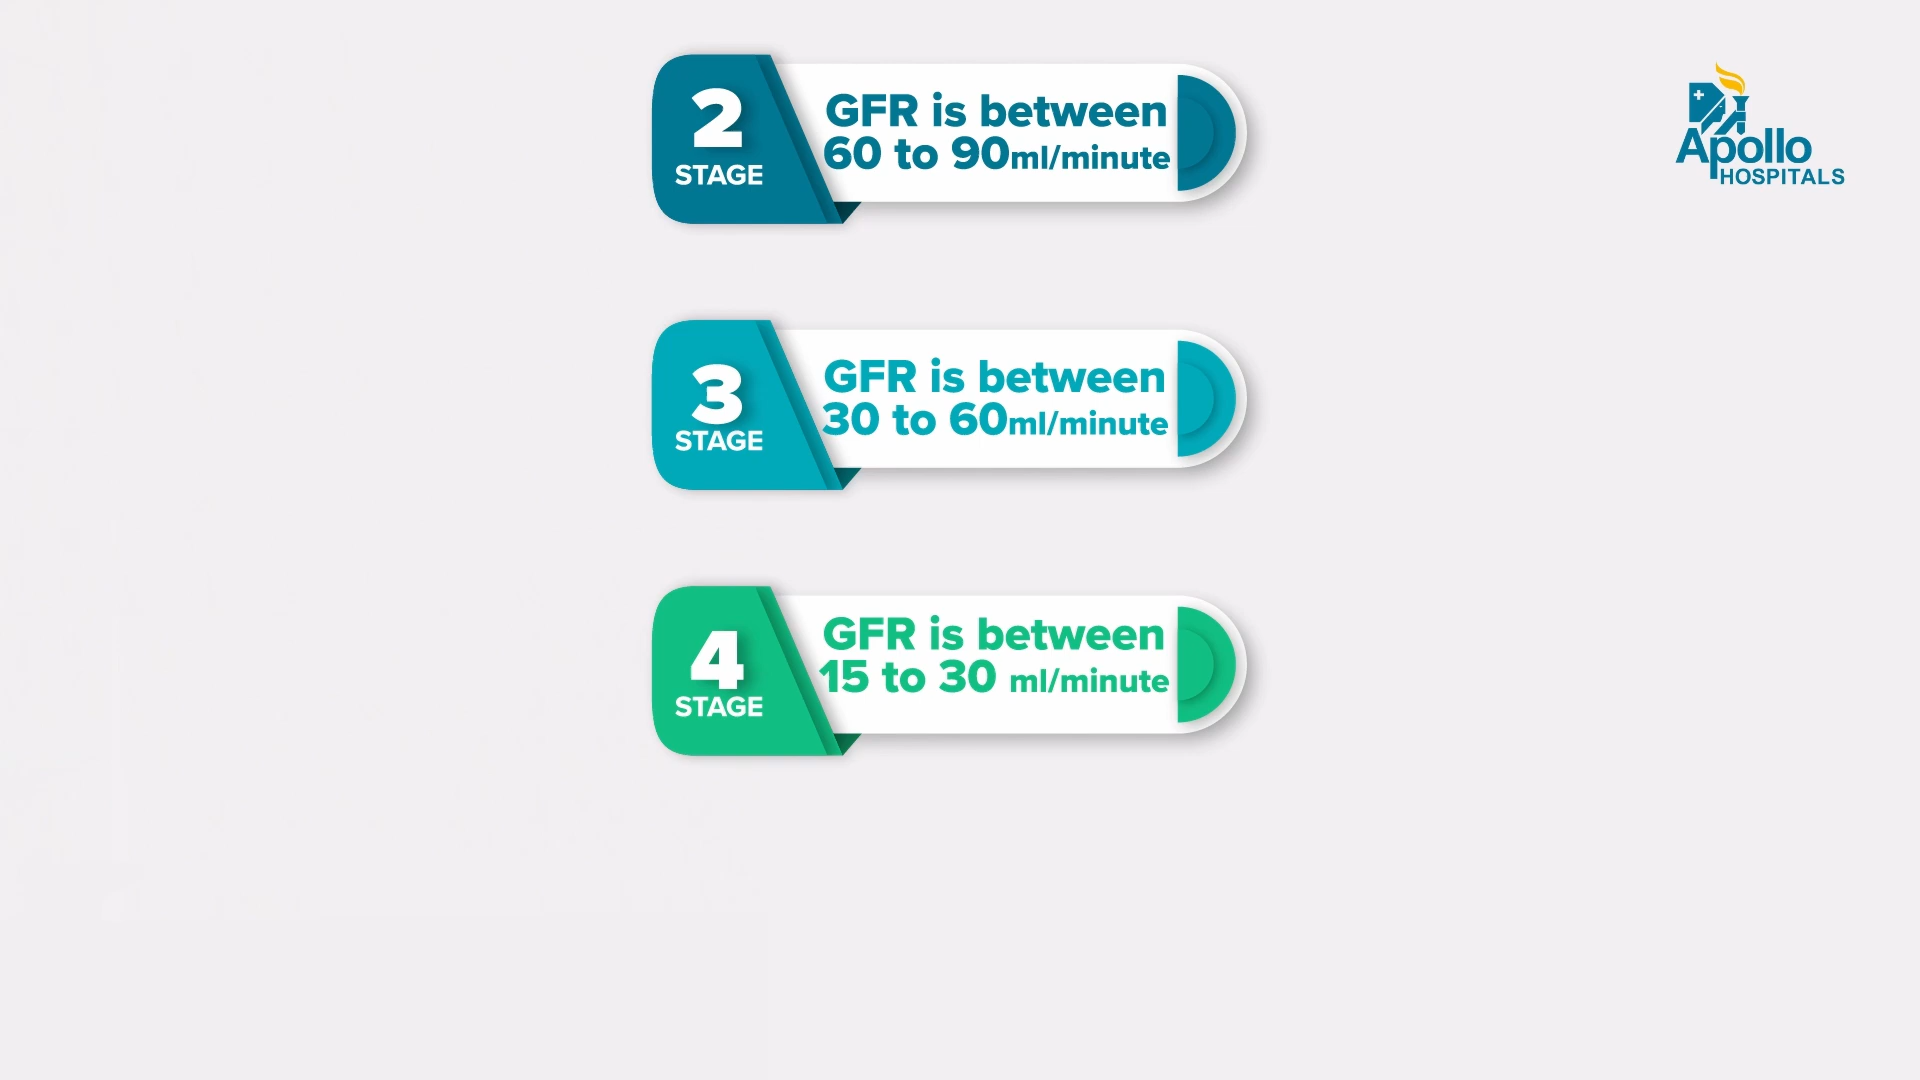 2
STAGE
GFR is between
60 to 90ml/minute
Apollo
HOSPITALS
3
STAGE
GFR is between
30 to 60ml/minute
4
STAGE
GFR is between
15 to 30 ml/minute